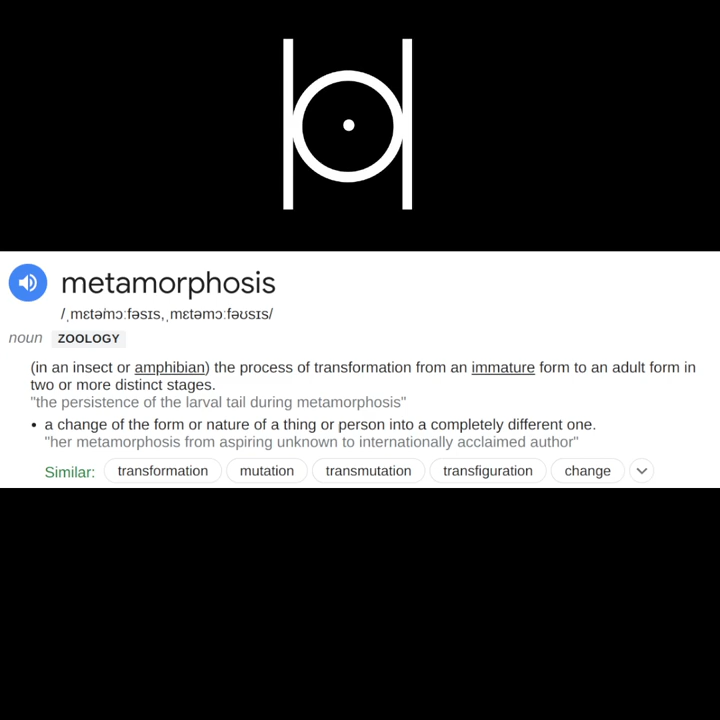 metamorphosis
/ˌmɛtəˈmɔːfəsɪs,ˌmɛtəmɔːˈfəʊsɪs/
noun ZOOLOGY
(in an insect or amphibian) the process of transformation from an immature form to an adult form in
two or more distinct stages.
"the persistence of the larval tail during metamorphosis"
• a change of the form or nature of a thing or person into a completely different one.
"her metamorphosis from aspiring unknown to internationally acclaimed author"
Similar: transformation mutation transmutation transfiguration change